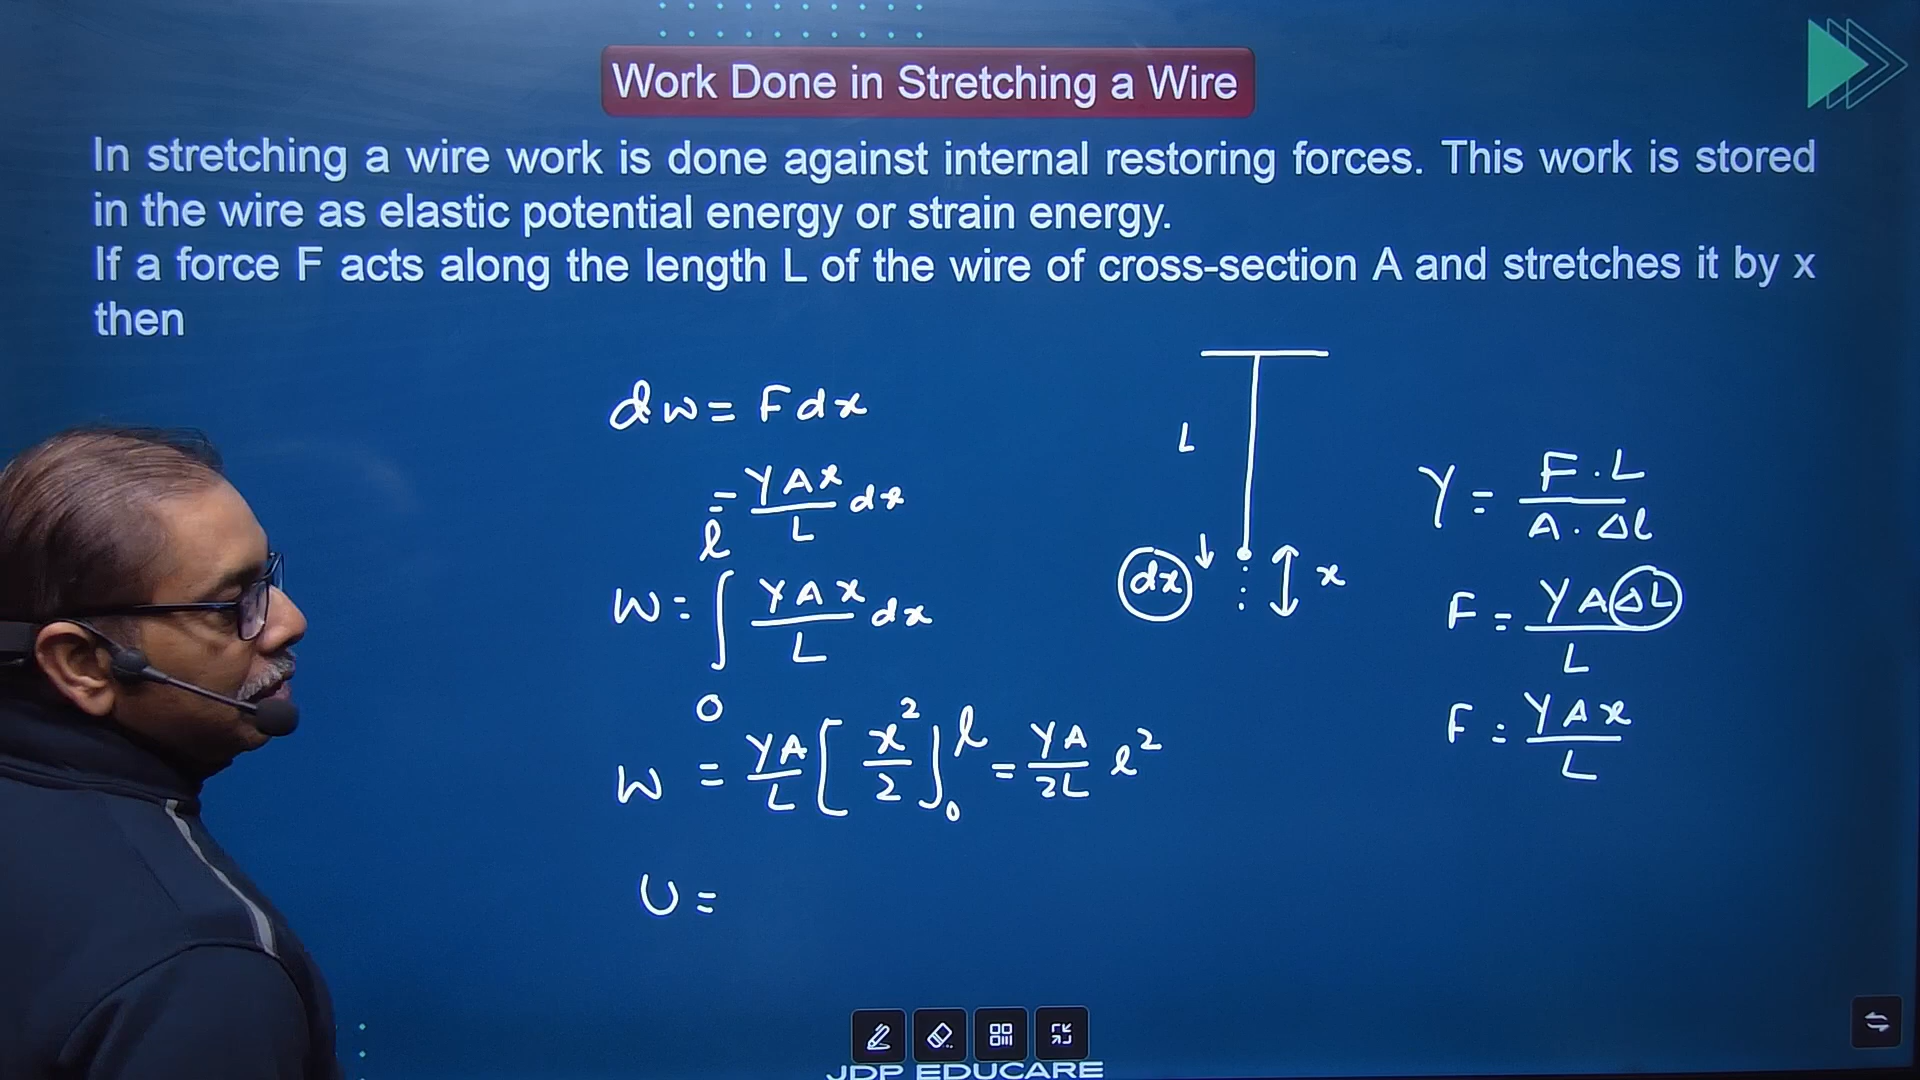 Work Done in Stretching a Wire
In stretching a wire work is done against internal restoring forces. This work is stored
in the wire as elastic potential energy or strain energy.
If a force F acts along the length L of the wire of cross-section A and stretches it by x
then
dw = Fdx
= YAx/L dx
W = ∫₀ˡ YAx/L dx
W = YA/L [x²/2]₀ˡ = YA/2L l²
U =
L
dx
x
Y = F.L/A.Δl
F = YAΔL/L
F = YAx/L
JDP EDUCARE